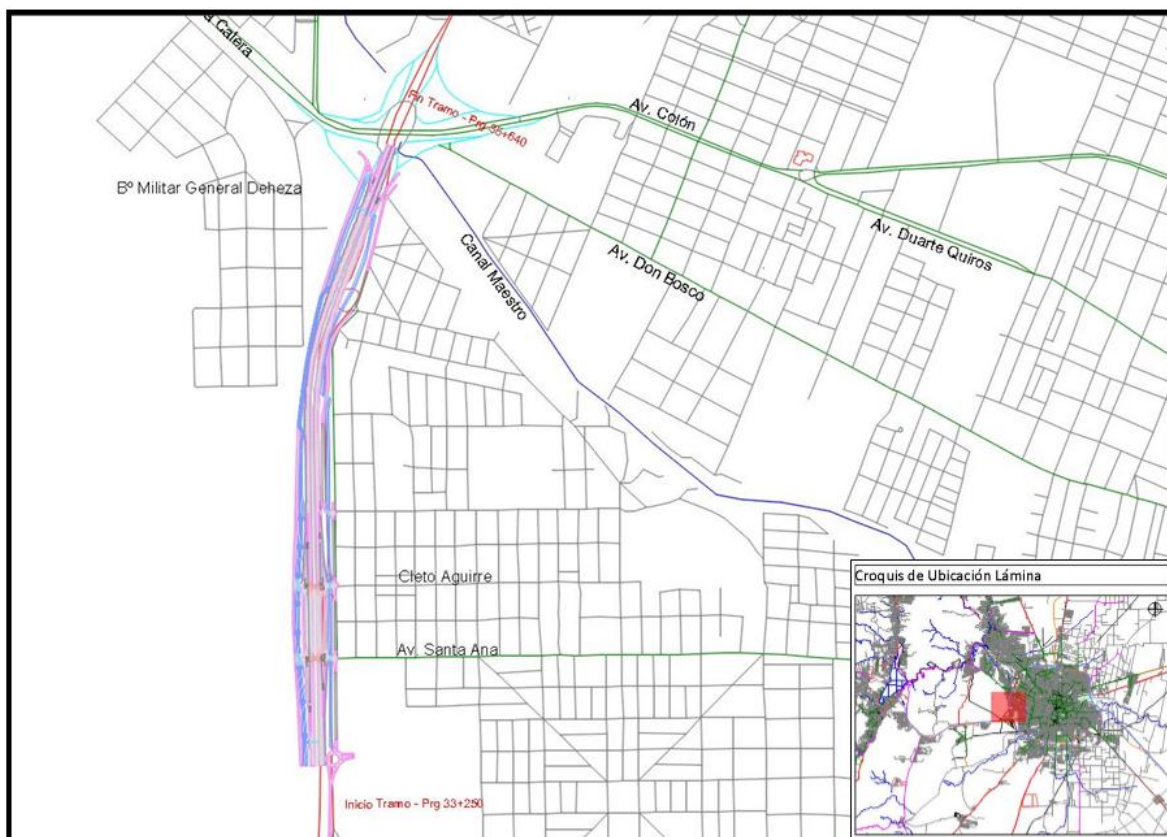 a Calera
Fin Tramo - Prg 35+640
Av. Colón
Bº Militar General Deheza
Av. Duarte Quiros
Canal Maestro
Av. Don Bosco
Cleto Aguirre
Croquis de Ubicación Lámina
Av. Santa Ana
Inicio Tramo - Prg 33+250